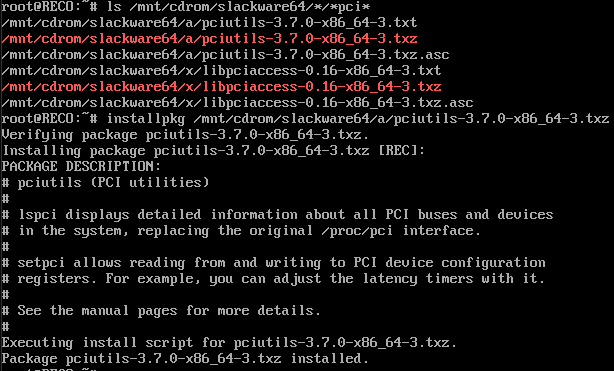 root@RECO:~# ls /mnt/cdrom/slackware64/*/*pci*
/mnt/cdrom/slackware64/a/pciutils-3.7.0-x86_64-3.txt
/mnt/cdrom/slackware64/a/pciutils-3.7.0-x86_64-3.txz
/mnt/cdrom/slackware64/a/pciutils-3.7.0-x86_64-3.txz.asc
/mnt/cdrom/slackware64/x/libpciaccess-0.16-x86_64-3.txt
/mnt/cdrom/slackware64/x/libpciaccess-0.16-x86_64-3.txz
/mnt/cdrom/slackware64/x/libpciaccess-0.16-x86_64-3.txz.asc
root@RECO:~# installpkg /mnt/cdrom/slackware64/a/pciutils-3.7.0-x86_64-3.txz
Verifying package pciutils-3.7.0-x86_64-3.txz.
Installing package pciutils-3.7.0-x86_64-3.txz [REC]:
PACKAGE DESCRIPTION:
# pciutils (PCI utilities)
#
# lspci displays detailed information about all PCI buses and devices
# in the system, replacing the original /proc/pci interface.
#
# setpci allows reading from and writing to PCI device configuration
# registers. For example, you can adjust the latency timers with it.
#
# See the manual pages for more details.
#
Executing install script for pciutils-3.7.0-x86_64-3.txz.
Package pciutils-3.7.0-x86_64-3.txz installed.
root@RECO:~#